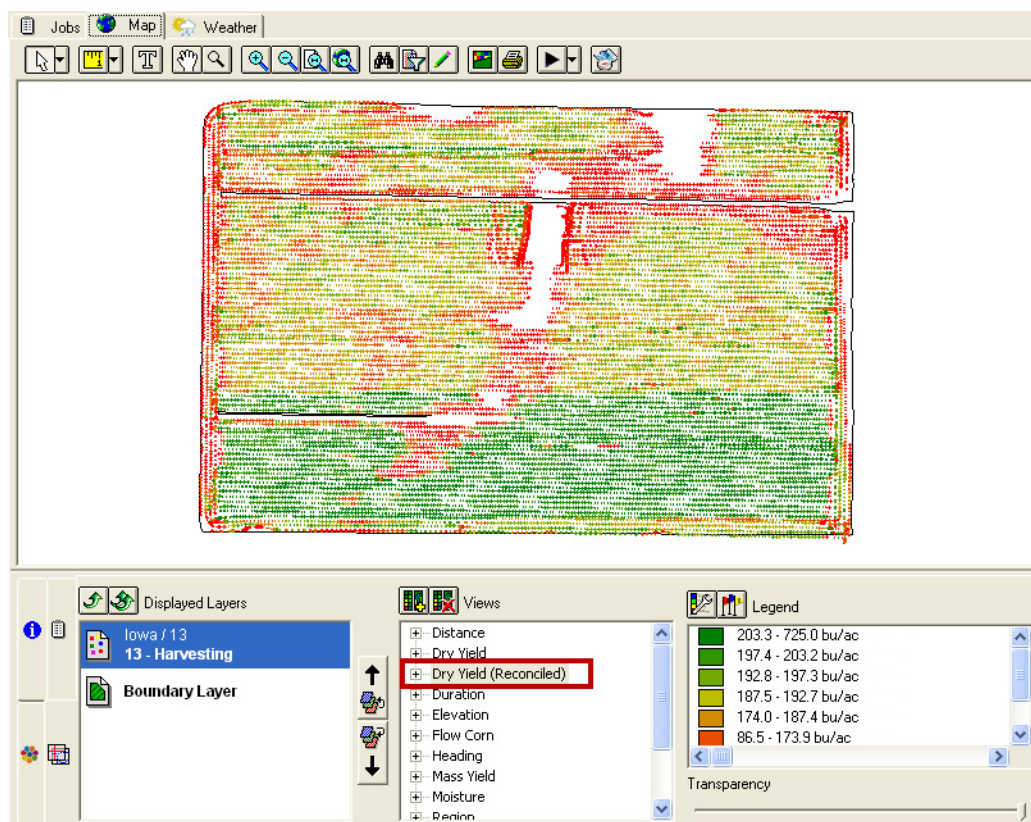 Jobs Map Weather
T
Displayed Layers
Iowa / 13
13 - Harvesting
Boundary Layer
Views
Distance
Dry Yield
Dry Yield (Reconciled)
Duration
Elevation
Flow Corn
Heading
Mass Yield
Moisture
Region
Legend
203.3 - 725.0 bu/ac
197.4 - 203.2 bu/ac
192.8 - 197.3 bu/ac
187.5 - 192.7 bu/ac
174.0 - 187.4 bu/ac
86.5 - 173.9 bu/ac
Transparency